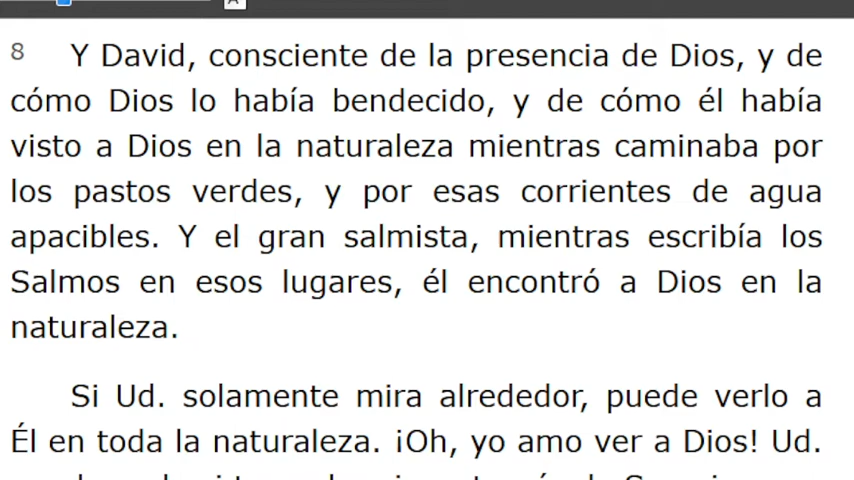 8 Y David, consciente de la presencia de Dios, y de
cómo Dios lo había bendecido, y de cómo él había
visto a Dios en la naturaleza mientras caminaba por
los pastos verdes, y por esas corrientes de agua
apacibles. Y el gran salmista, mientras escribía los
Salmos en esos lugares, él encontró a Dios en la
naturaleza.
Si Ud. solamente mira alrededor, puede verlo a
Él en toda la naturaleza. ¡Oh, yo amo ver a Dios! Ud.